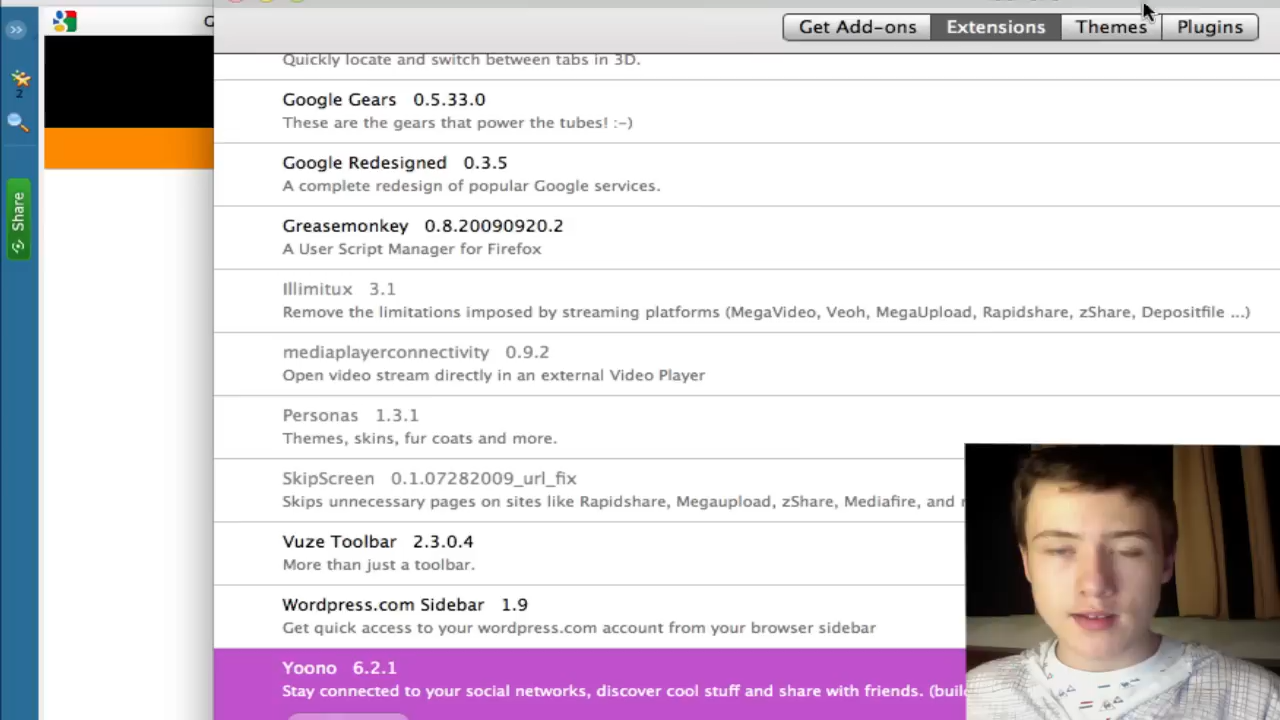 G
Get Add-ons Extensions Themes Plugins
2
Share
Quickly locate and switch between tabs in 3D.
Google Gears 0.5.33.0
These are the gears that power the tubes! :-)
Google Redesigned 0.3.5
A complete redesign of popular Google services.
Greasemonkey 0.8.20090920.2
A User Script Manager for Firefox
Illimitux 3.1
Remove the limitations imposed by streaming platforms (MegaVideo, Veoh, MegaUpload, Rapidshare, zShare, Depositfile ...)
mediaplayerconnectivity 0.9.2
Open video stream directly in an external Video Player
Personas 1.3.1
Themes, skins, fur coats and more.
SkipScreen 0.1.07282009_url_fix
Skips unnecessary pages on sites like Rapidshare, Megaupload, zShare, Mediafire, and
Vuze Toolbar 2.3.0.4
More than just a toolbar.
Wordpress.com Sidebar 1.9
Get quick access to your wordpress.com account from your browser sidebar
Yoono 6.2.1
Stay connected to your social networks, discover cool stuff and share with friends.